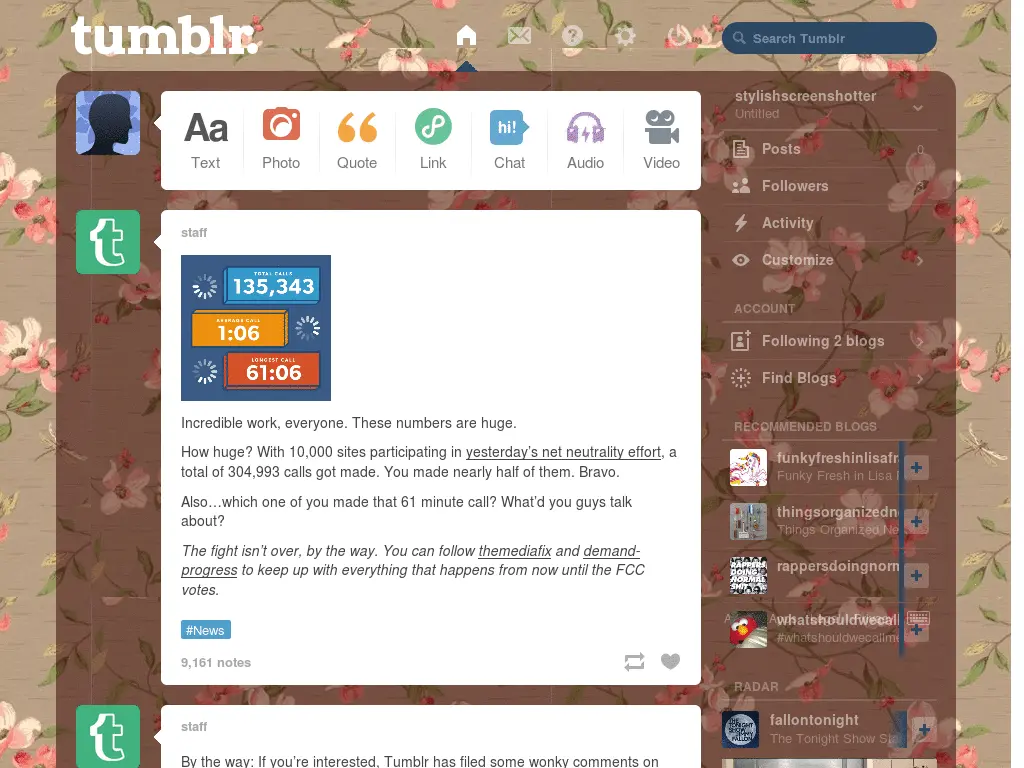 tumblr.
Search Tumblr
Text
Photo
Quote
Link
hi!
Chat
Audio
Video
stylishscreenshotter
Untitled
Posts
0
Followers
Activity
Customize
ACCOUNT
Following 2 blogs
Find Blogs
RECOMMENDED BLOGS
funkyfreshinlisafr
Funky Fresh in Lisa
thingsorganizedn
Things Organized Ne
RAPPERS
DOING
NORMAL
SHIT
rappersdoingnorm
whatshouldwecall
#whatshouldwecallme
RADAR
fallontonight
The Tonight Show
staff
TOTAL CALLS
135,343
AVERAGE CALL
1:06
LONGEST CALL
61:06
Incredible work, everyone. These numbers are huge.
How huge? With 10,000 sites participating in yesterday’s net neutrality effort, a
total of 304,993 calls got made. You made nearly half of them. Bravo.
Also…which one of you made that 61 minute call? What’d you guys talk
about?
The fight isn’t over, by the way. You can follow themediafix and demand-
progress to keep up with everything that happens from now until the FCC
votes.
#News
9,161 notes
staff
By the way: If you’re interested, Tumblr has filed some wonky comments on